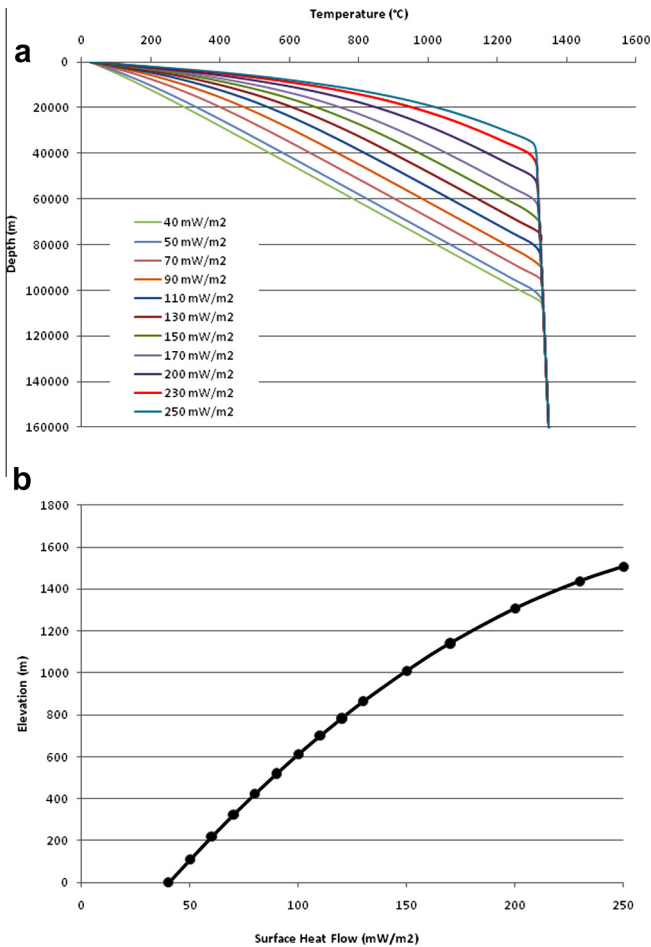 Temperature (°C)
a
0 200 400 600 800 1000 1200 1400 1600
0
20000
40000
60000
80000
100000
120000
140000
160000
Depth (m)
40 mW/m2
50 mW/m2
70 mW/m2
90 mW/m2
110 mW/m2
130 mW/m2
150 mW/m2
170 mW/m2
200 mW/m2
230 mW/m2
250 mW/m2
b
1800
1600
1400
1200
1000
800
600
400
200
0
Elevation (m)
0 50 100 150 200 250
Surface Heat Flow (mW/m2)